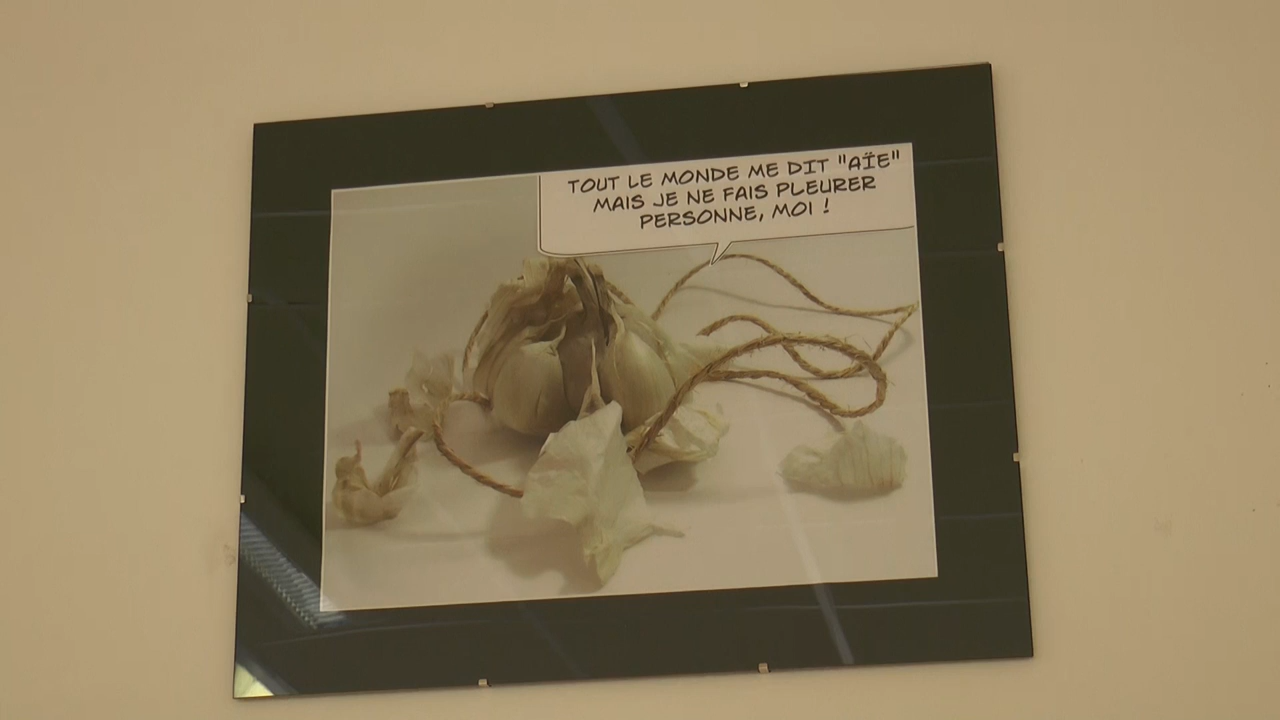 TOUT LE MONDE ME DIT "AÏE"
MAIS JE NE FAIS PLEURER
PERSONNE, MOI !